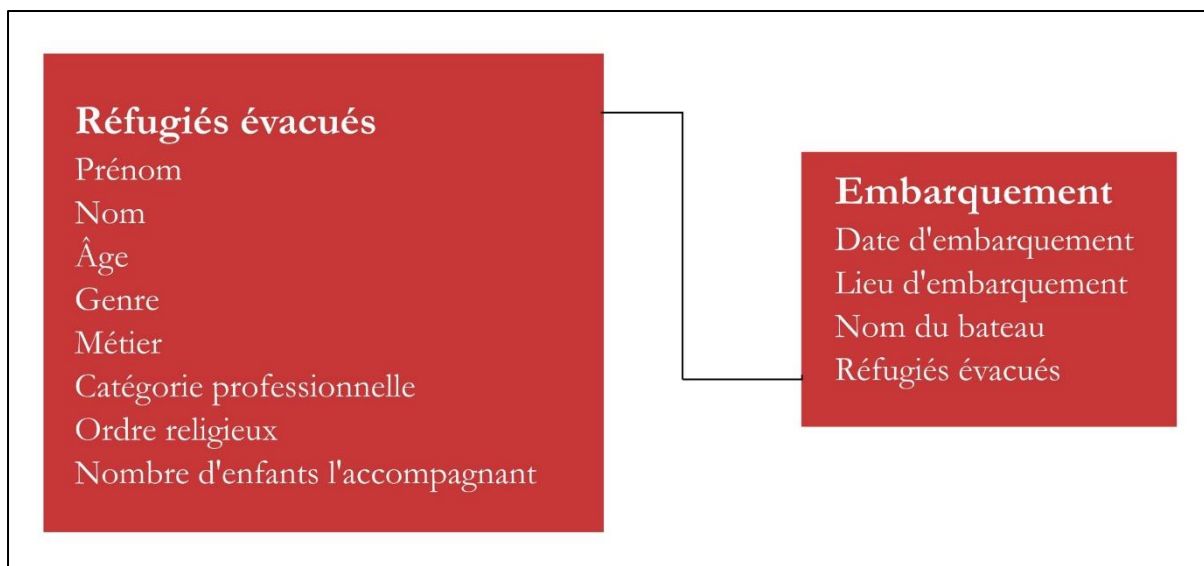 Réfugiés évacués
Prénom
Nom
Âge
Genre
Métier
Catégorie professionnelle
Ordre religieux
Nombre d'enfants l'accompagnant
Embarquement
Date d'embarquement
Lieu d'embarquement
Nom du bateau
Réfugiés évacués